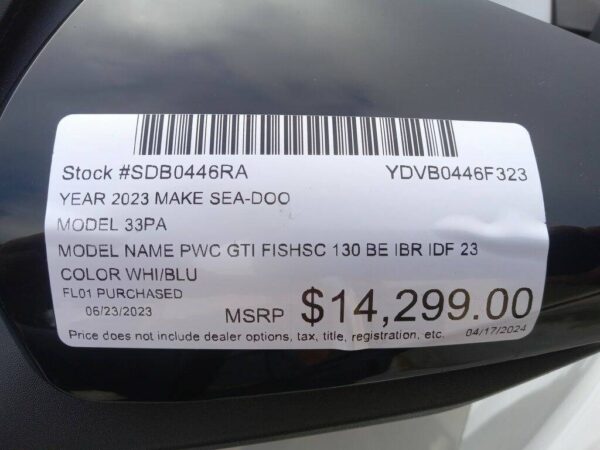 Stock #SDB0446RA YDVB0446F323
YEAR 2023 MAKE SEA-DOO
MODEL 33PA
MODEL NAME PWC GTI FISHSC 130 BE IBR IDF 23
COLOR WHI/BLU
FL01 PURCHASED
06/23/2023
MSRP $14,299.00
Price does not include dealer options, tax, title, registration, etc. 04/17/2024